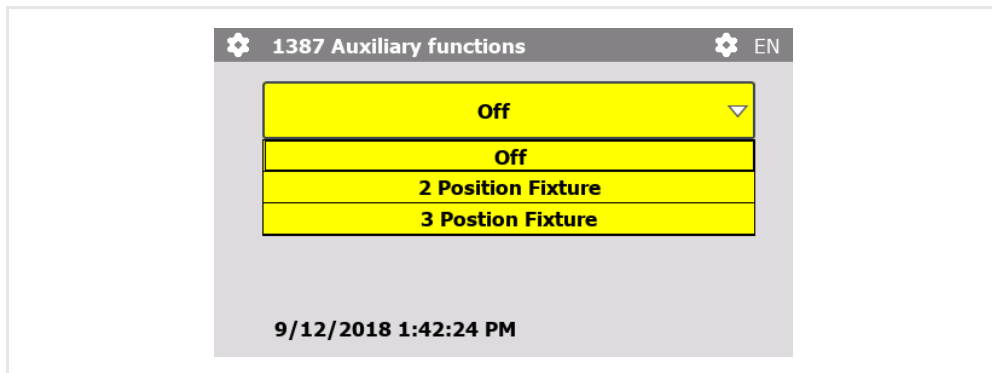 1387 Auxiliary functions EN
Off
Off
2 Position Fixture
3 Postion Fixture
9/12/2018 1:42:24 PM